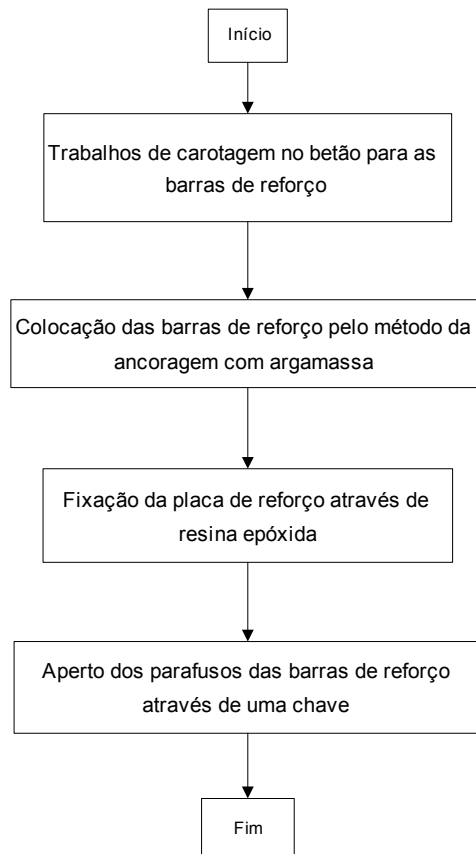 Início
Trabalhos de carotagem no betão para as
barras de reforço
Colocação das barras de reforço pelo método da
ancoragem com argamassa
Fixação da placa de reforço através de
resina epóxida
Aperto dos parafusos das barras de reforço
através de uma chave
Fim